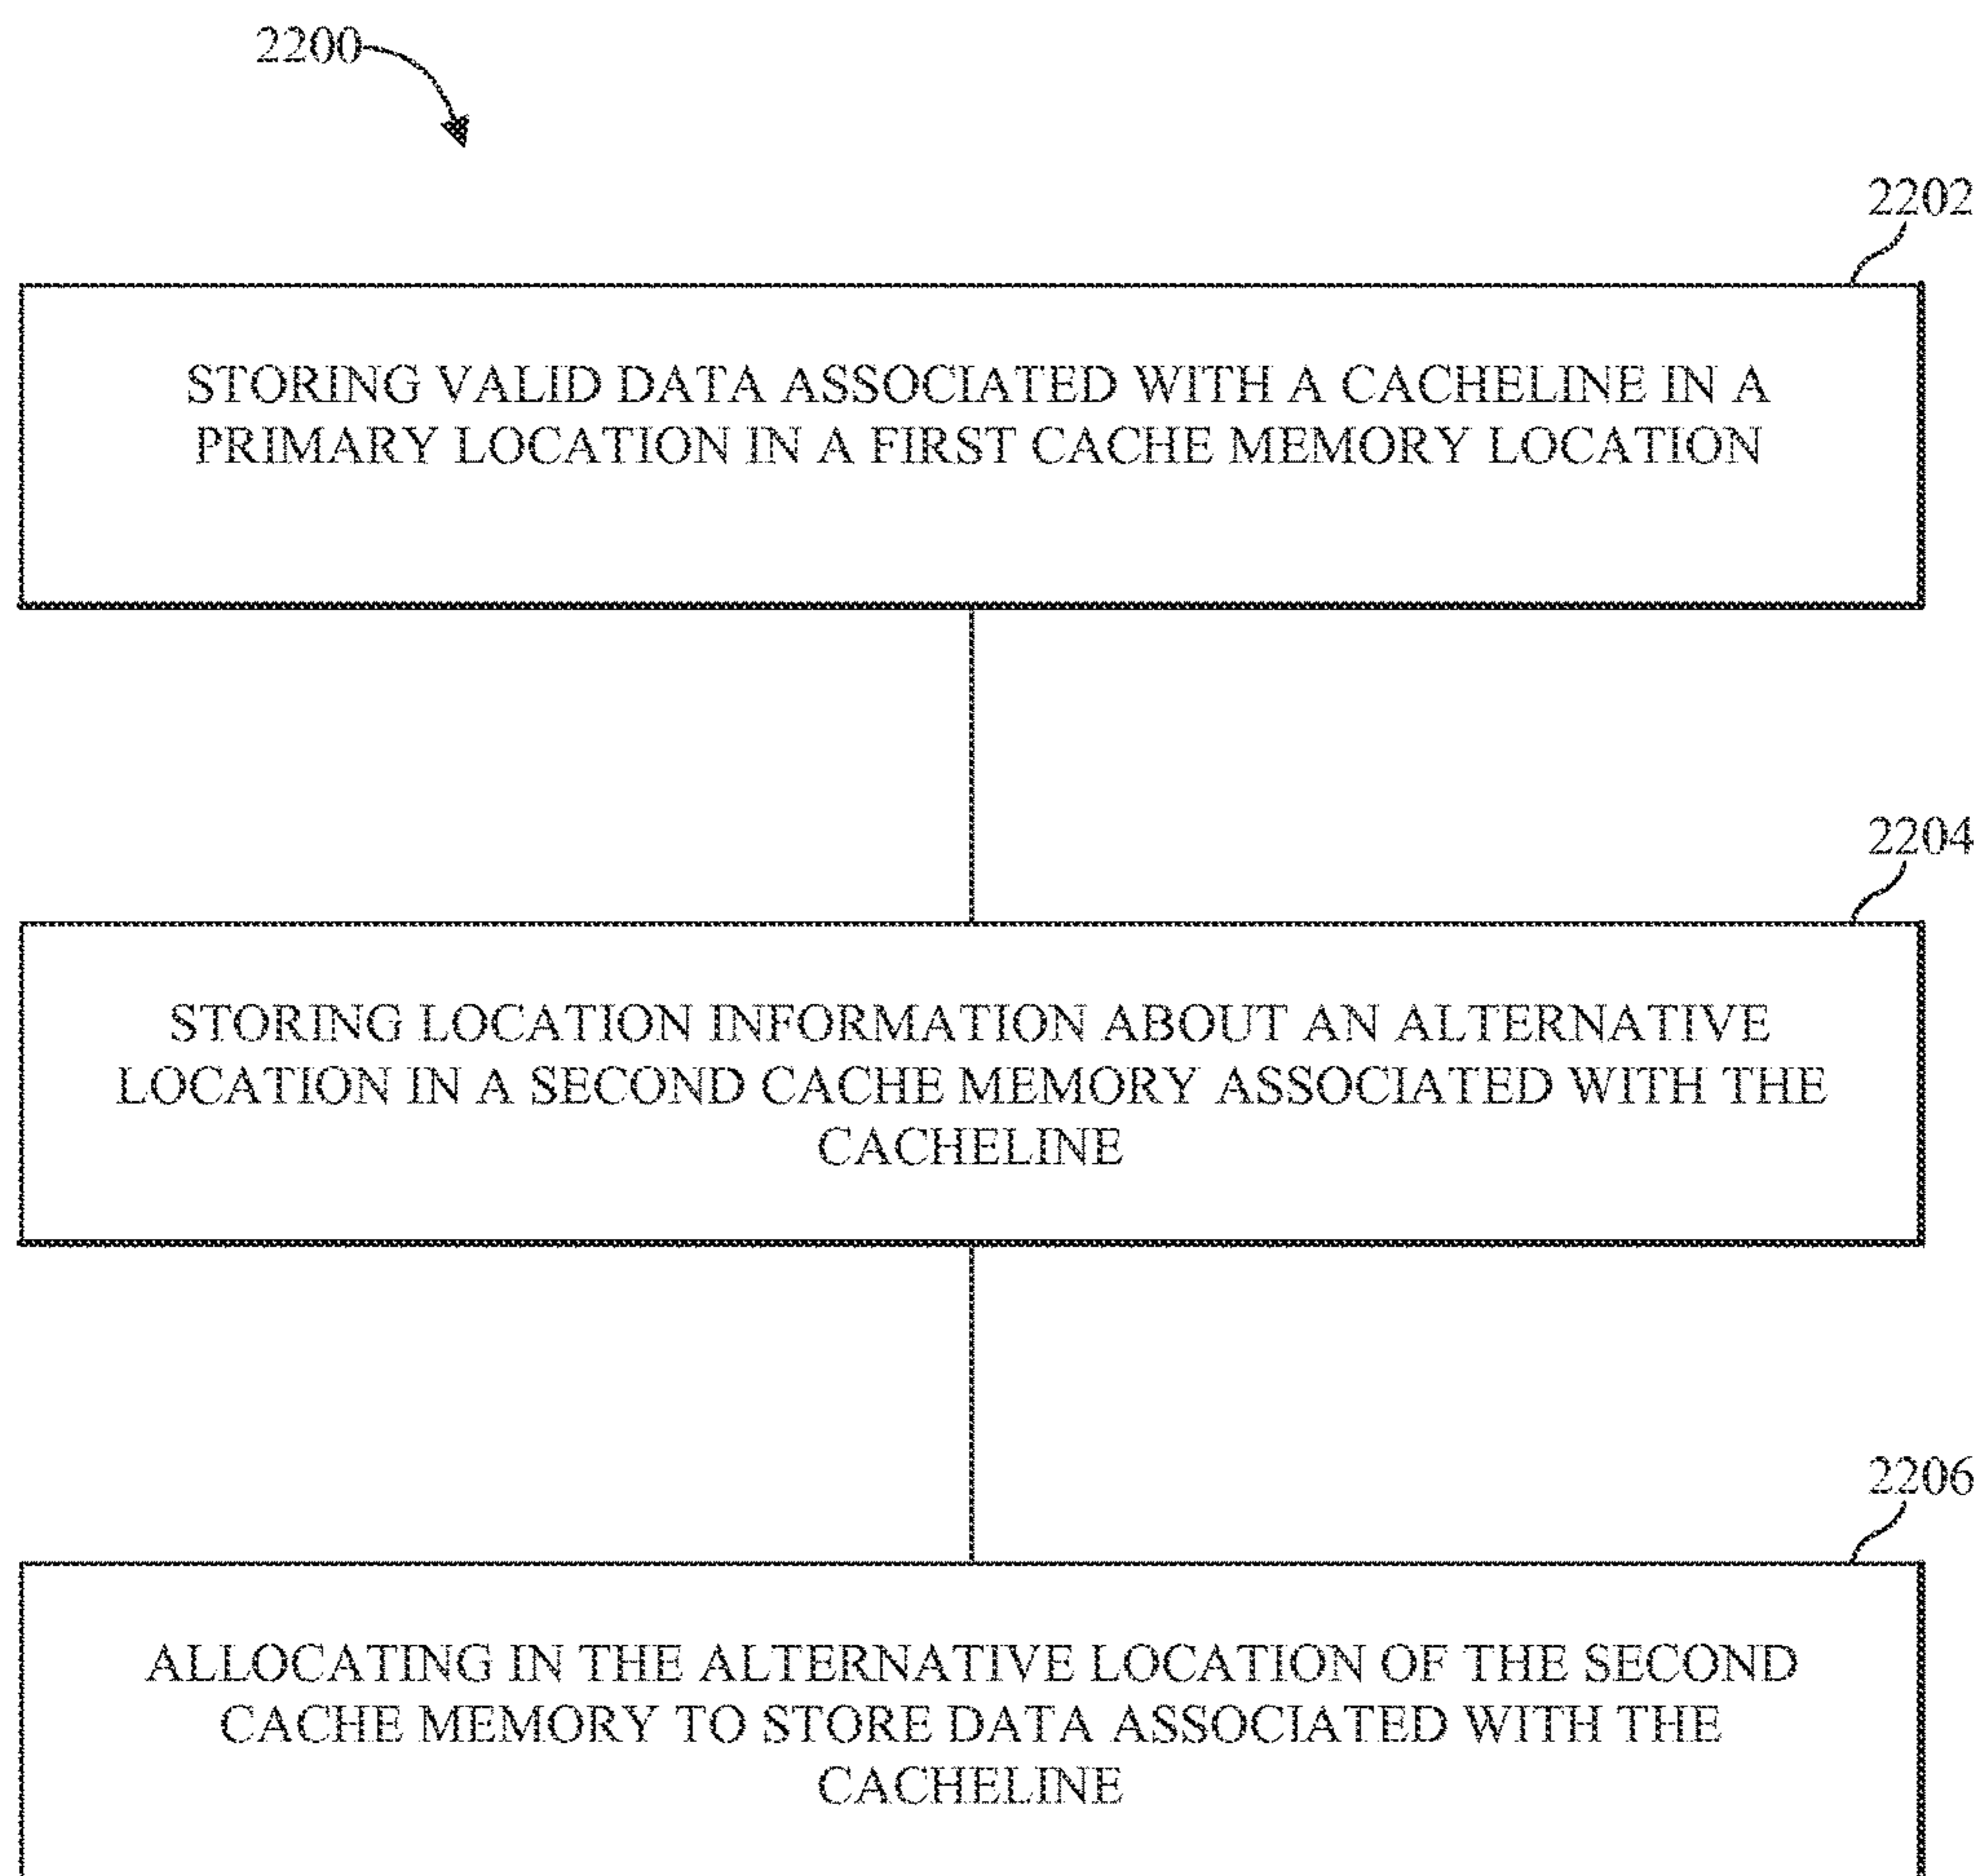 2200
2202
STORING VALID DATA ASSOCIATED WITH A CACHELINE IN A
PRIMARY LOCATION IN A FIRST CACHE MEMORY LOCATION
2204
STORING LOCATION INFORMATION ABOUT AN ALTERNATIVE
LOCATION IN A SECOND CACHE MEMORY ASSOCIATED WITH THE
CACHELINE
2206
ALLOCATING IN THE ALTERNATIVE LOCATION OF THE SECOND
CACHE MEMORY TO STORE DATA ASSOCIATED WITH THE
CACHELINE